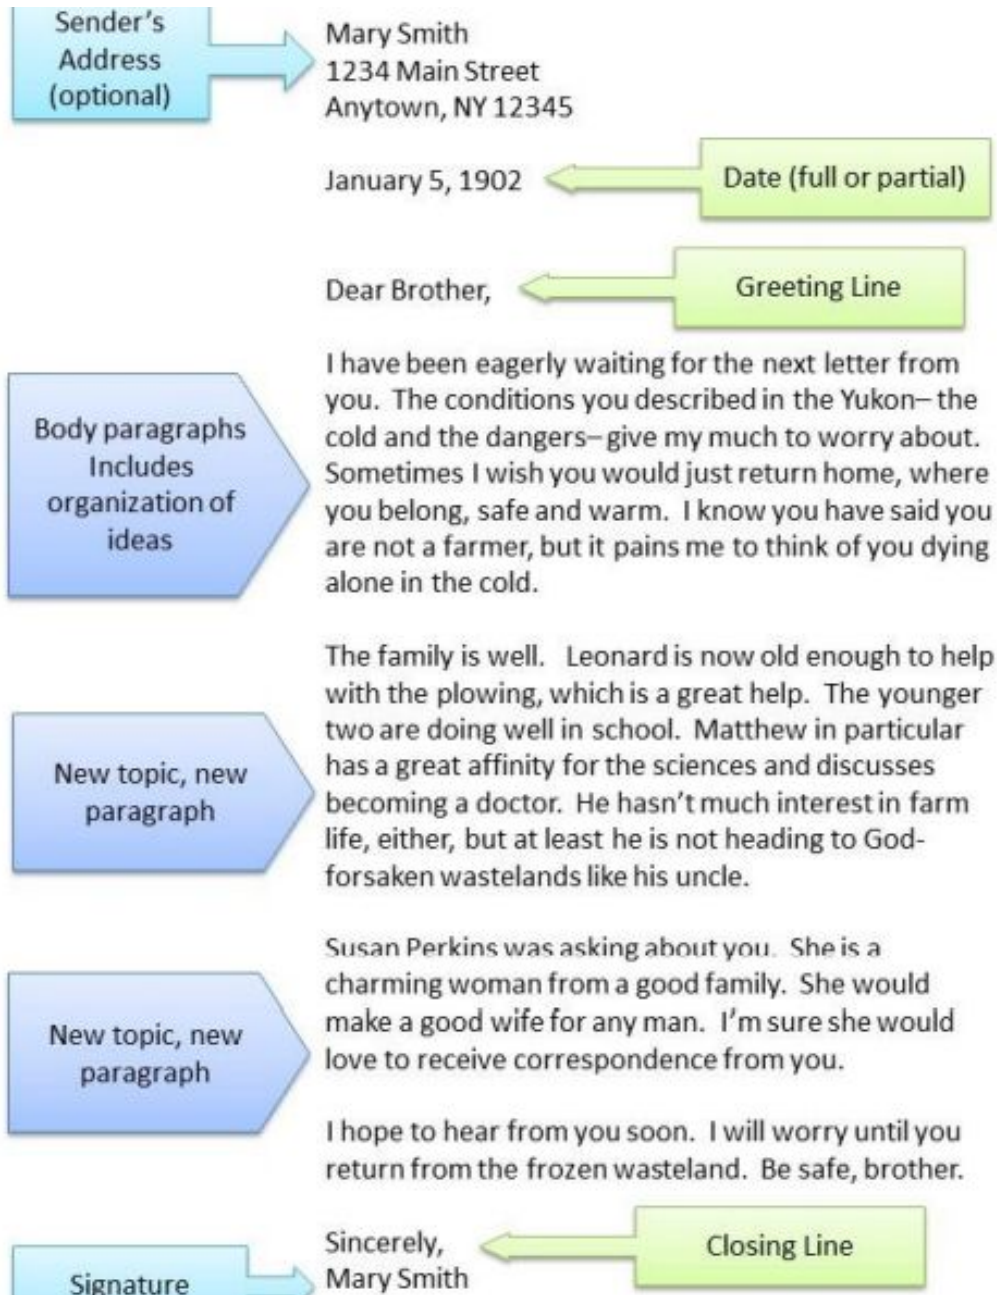 Sender's
Address
(optional)
Mary Smith
1234 Main Street
Anytown, NY 12345
January 5, 1902
Date (full or partial)
Dear Brother,
Greeting Line
Body paragraphs
Includes
organization of
ideas
I have been eagerly waiting for the next letter from
you.  The conditions you described in the Yukon– the
cold and the dangers– give my much to worry about.
Sometimes I wish you would just return home, where
you belong, safe and warm.  I know you have said you
are not a farmer, but it pains me to think of you dying
alone in the cold.
New topic, new
paragraph
The family is well.   Leonard is now old enough to help
with the plowing, which is a great help.  The younger
two are doing well in school.  Matthew in particular
has a great affinity for the sciences and discusses
becoming a doctor.  He hasn't much interest in farm
life, either, but at least he is not heading to God-
forsaken wastelands like his uncle.
New topic, new
paragraph
Susan Perkins was asking about you.  She is a
charming woman from a good family.  She would
make a good wife for any man.  I'm sure she would
love to receive correspondence from you.
I hope to hear from you soon.  I will worry until you
return from the frozen wasteland.  Be safe, brother.
Sincerely,
Closing Line
Signature
Mary Smith